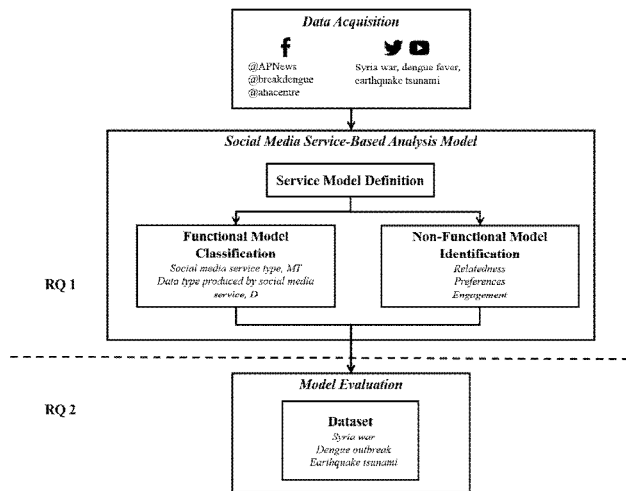 Data Acquisition
@APNews
@breakdengue
@ahacentre
Syria war, dengue fever,
earthquake tsunami
Social Media Service-Based Analysis Model
Service Model Definition
Functional Model
Classification
Social media service type, MT
Data type produced by social media
service, D
Non-Functional Model
Identification
Relatedness
Preferences
Engagement
RQ 1
Model Evaluation
RQ 2
Dataset
Syria war
Dengue outbreak
Earthquake tsunami